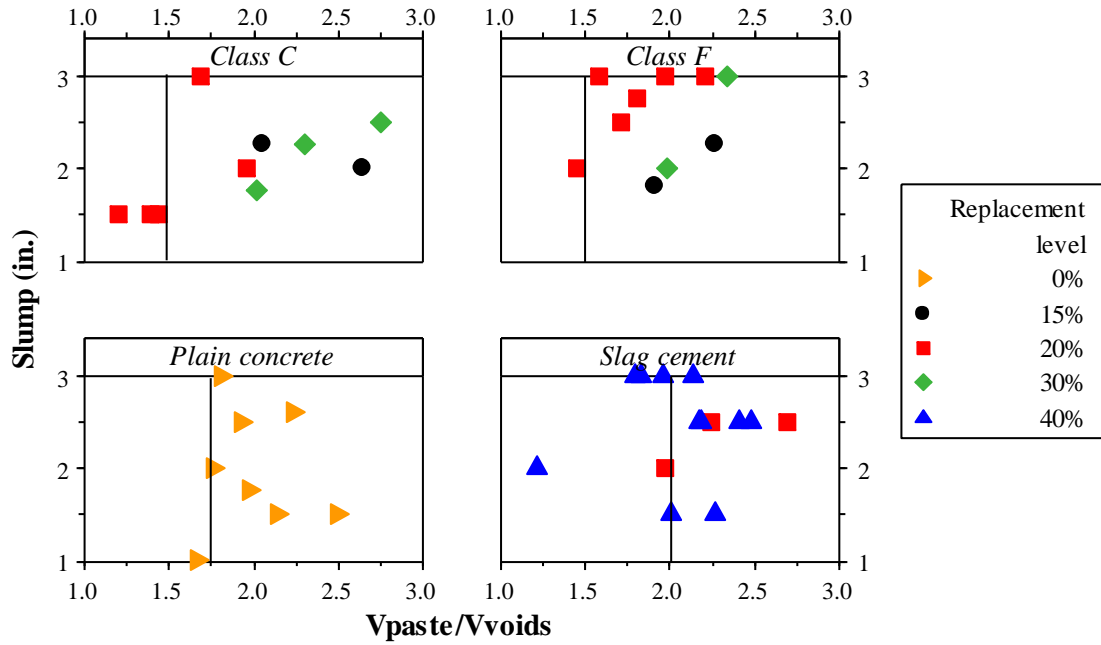 1.0 1.5 2.0 2.5 3.0 1.0 1.5 2.0 2.5 3.0
Class C Class F
3 3
2 2
1 1
Slump (in.)
Replacement
level
0%
15%
20%
30%
40%
Plain concrete Slag cement
3 3
2 2
1 1
1.0 1.5 2.0 2.5 3.0 1.0 1.5 2.0 2.5 3.0
Vpaste/Vvoids